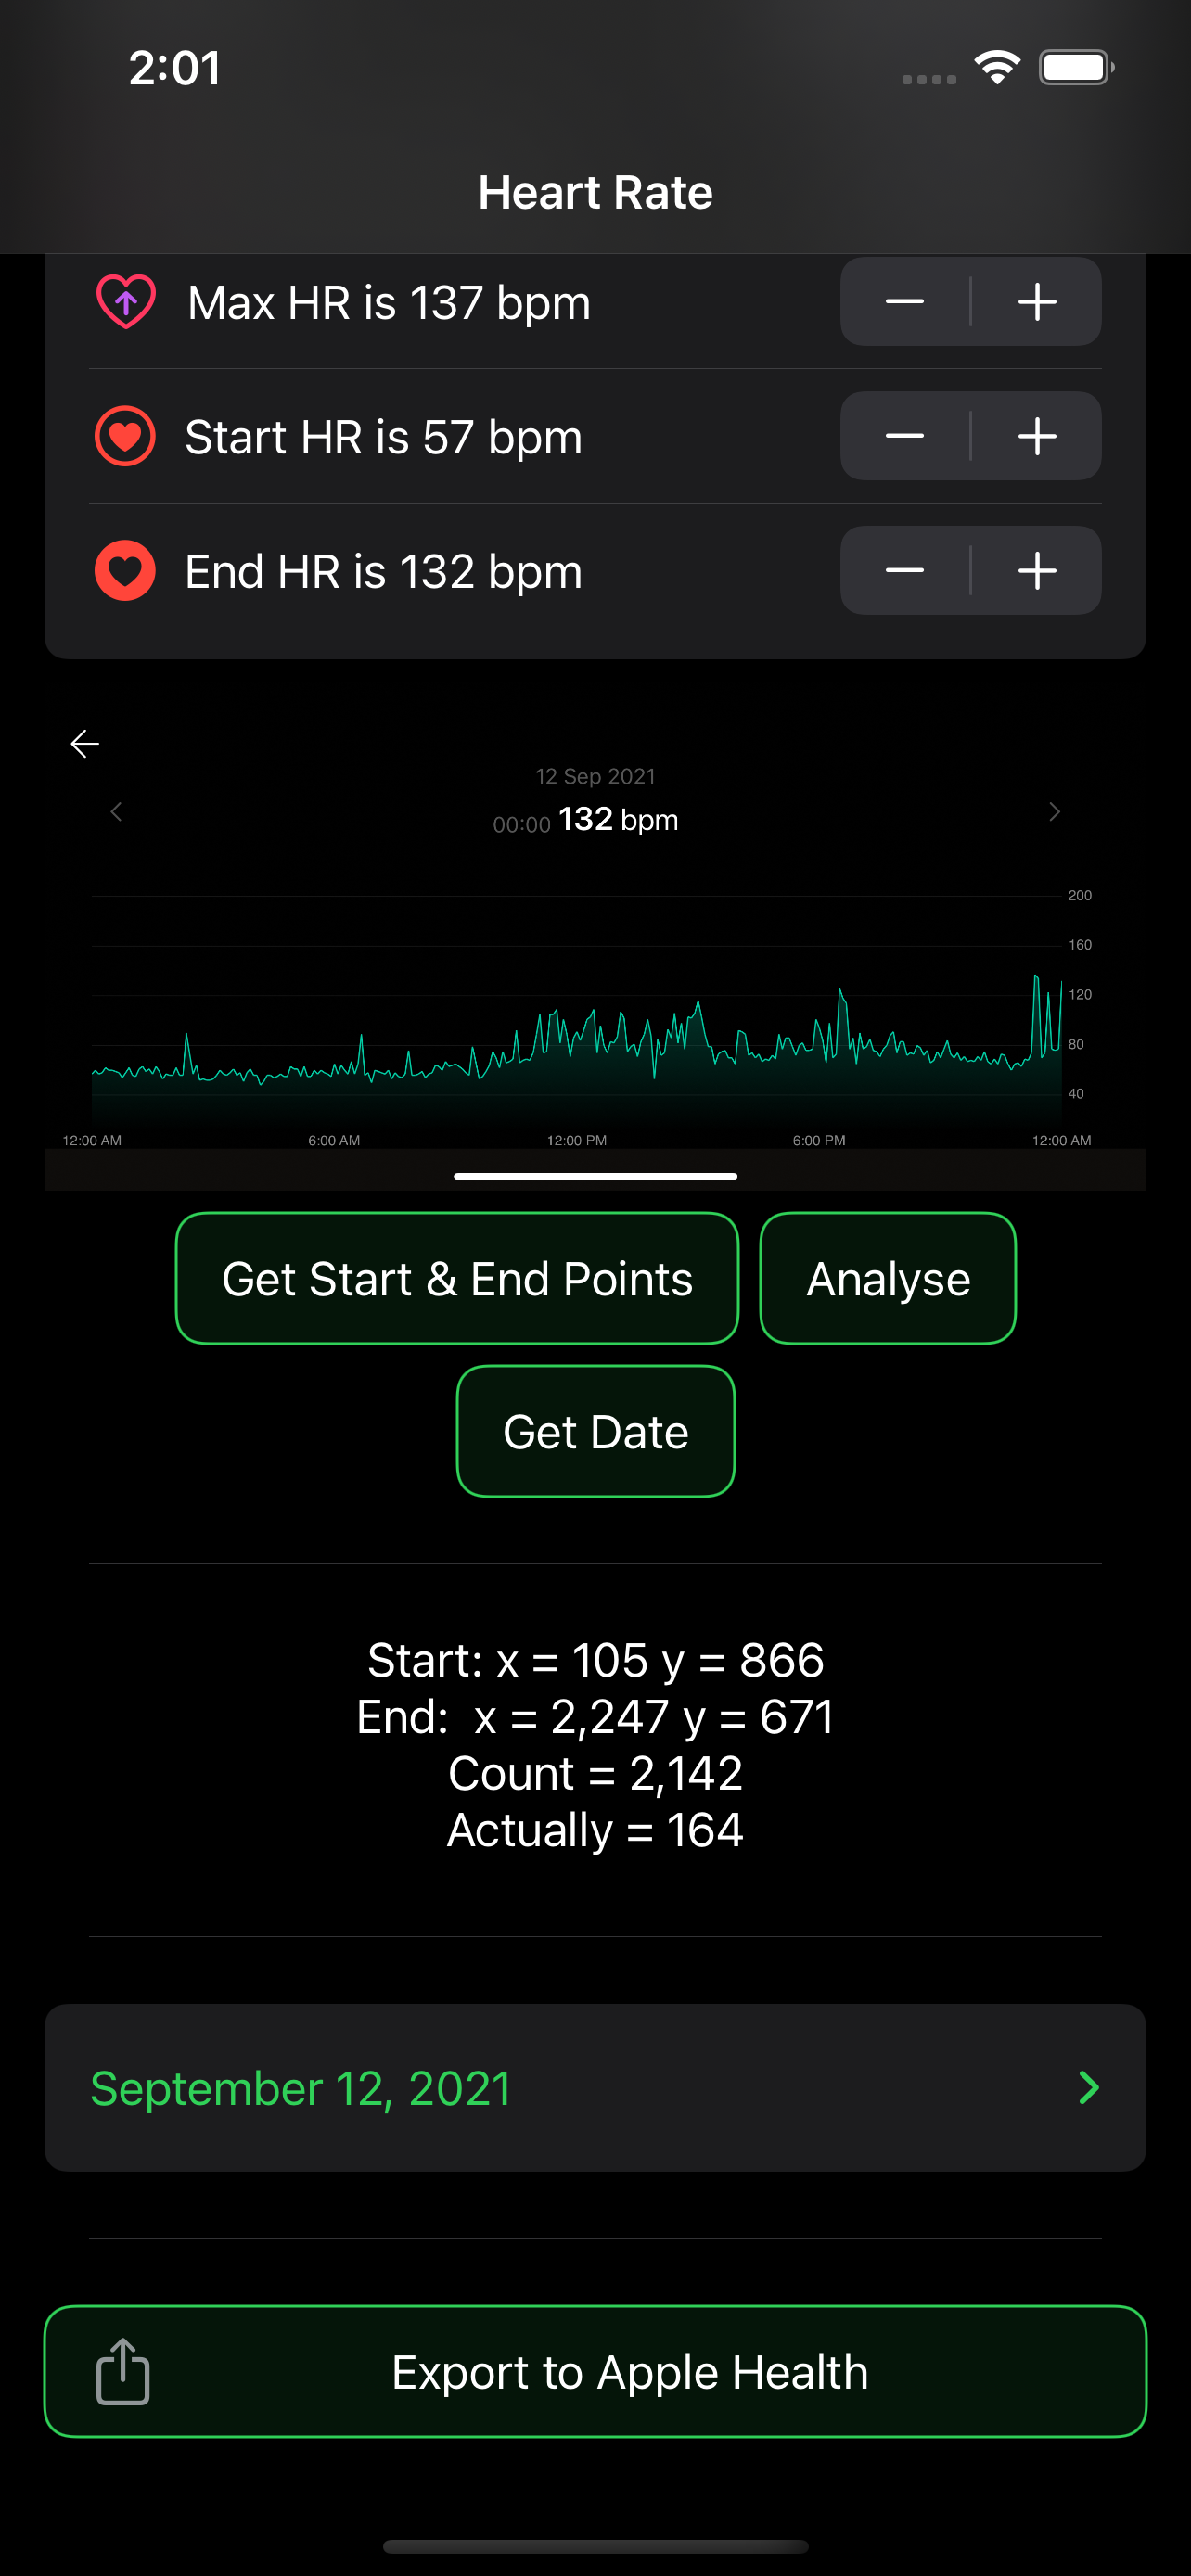 2:01
Heart Rate
Max HR is 137 bpm
Start HR is 57 bpm
End HR is 132 bpm
12 Sep 2021
00:00 132 bpm
200
160
120
80
40
12:00 AM 6:00 AM 12:00 PM 6:00 PM 12:00 AM
Get Start & End Points Analyse
Get Date
Start: x = 105 y = 866
End: x = 2,247 y = 671
Count = 2,142
Actually = 164
September 12, 2021
Export to Apple Health